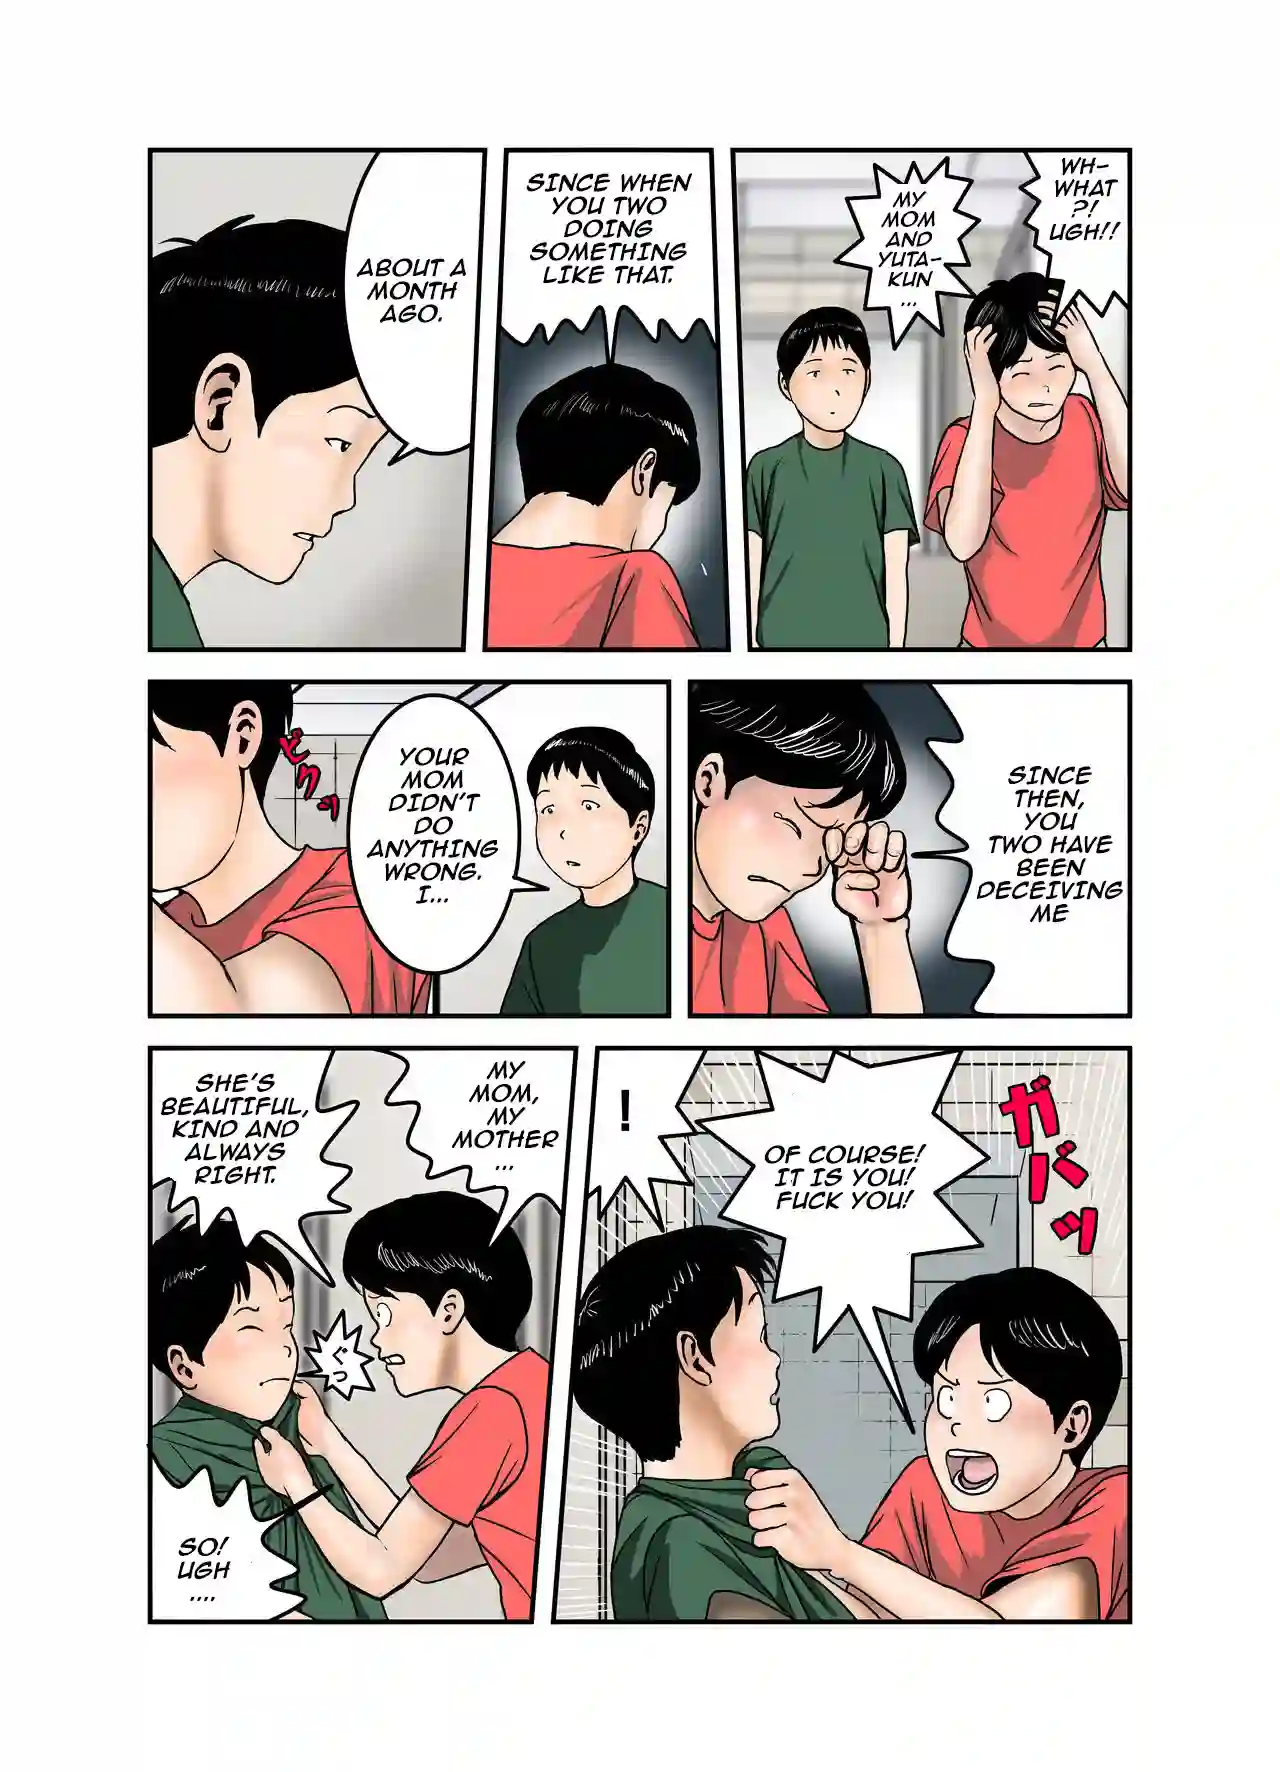 WH-
WHAT
?!
UGH!!
MY
MOM
AND
YUTA-
KUN
...
SINCE WHEN
YOU TWO
DOING
SOMETHING
LIKE THAT.
ABOUT A
MONTH
AGO.
SINCE
THEN,
YOU
TWO HAVE
BEEN
DECEIVING
ME
YOUR
MOM
DIDN'T
DO
ANYTHING
WRONG.
I...
ビクッ
OF COURSE!
IT IS YOU!
FUCK YOU!
!
ガバッ
MY
MOM,
MY
MOTHER
...
SHE'S
BEAUTIFUL,
KIND AND
ALWAYS
RIGHT.
ぐっ
SO!
UGH
....